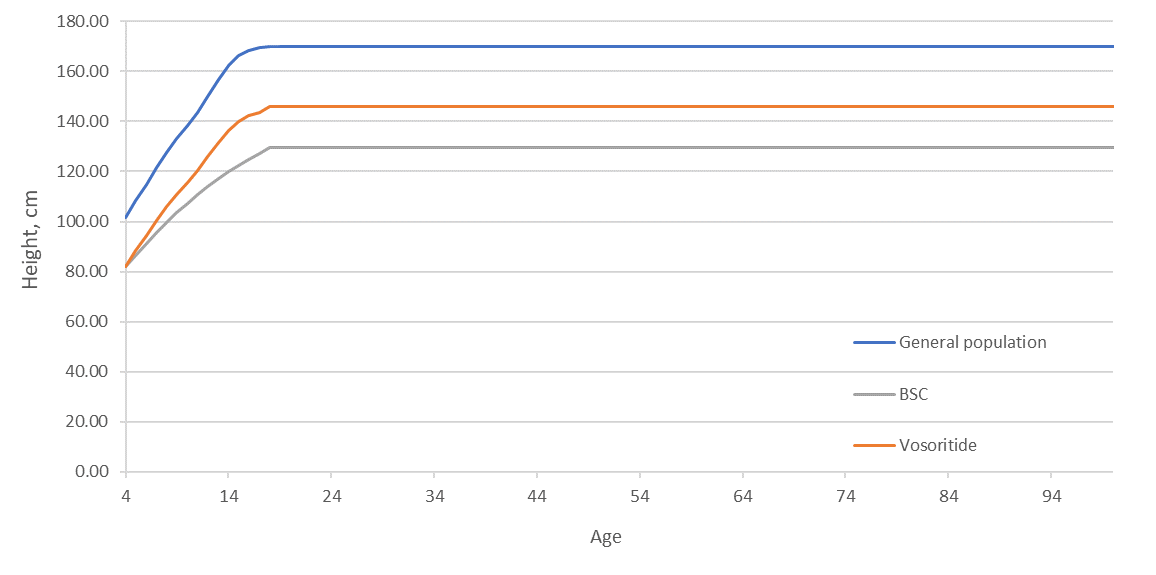 180.00
160.00
140.00
120.00
100.00
80.00
60.00
40.00
20.00
0.00
Height, cm
General population
BSC
Vosoritide
4 14 24 34 44 54 64 74 84 94
Age